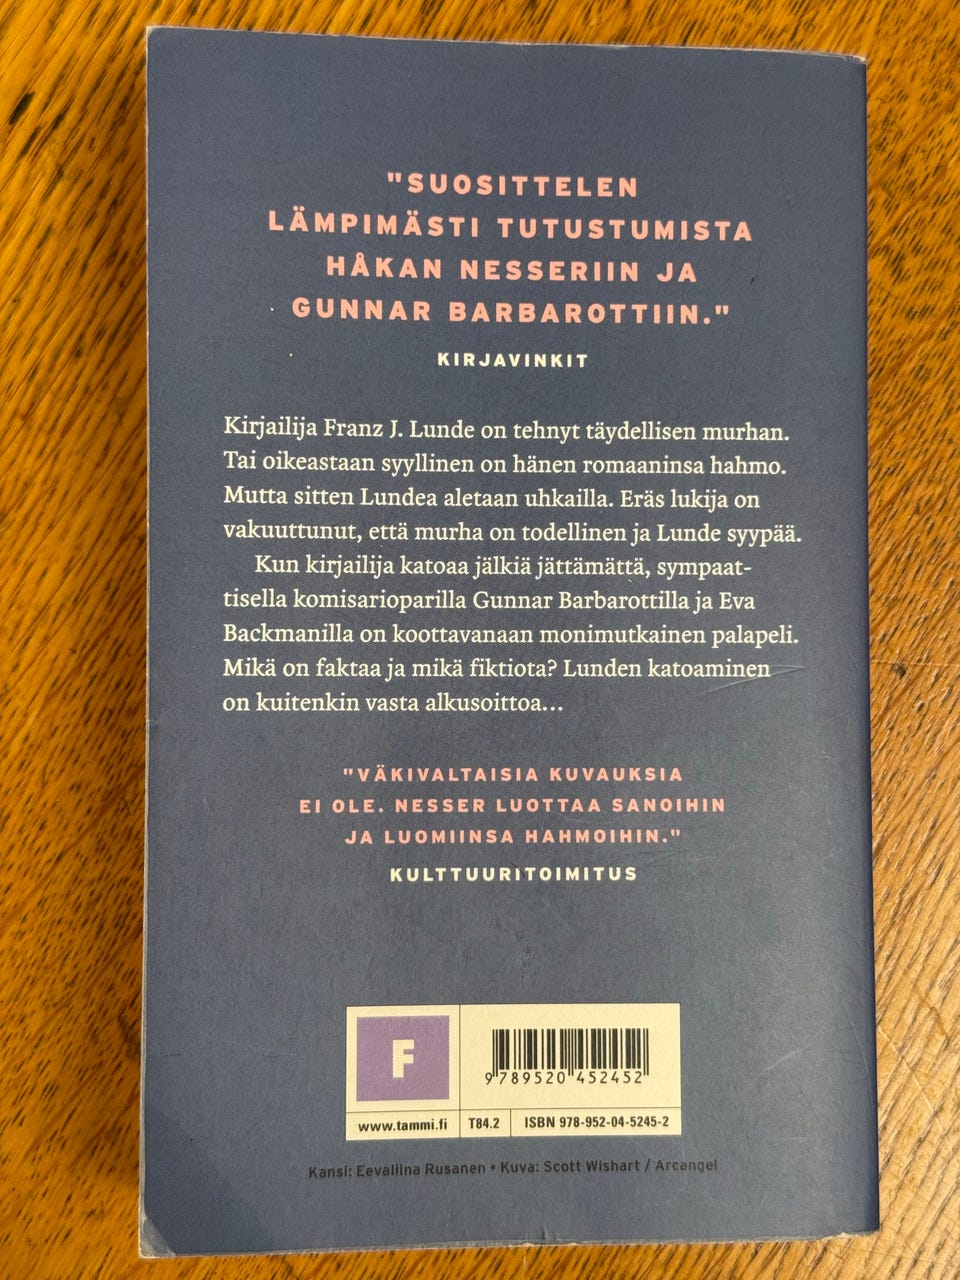 "SUOSITTELEN
LÄMPIMÄSTI TUTUSTUMISTA
HÅKAN NESSERIIN JA
GUNNAR BARBAROTTIIN."
KIRJAVINKIT
Kirjailija Franz J. Lunde on tehnyt täydellisen murhan.
Tai oikeastaan syyllinen on hänen romaaninsa hahmo.
Mutta sitten Lundea aletaan uhkailla. Eräs lukija on
vakuuttunut, että murha on todellinen ja Lunde syypää.
Kun kirjailija katoaa jälkiä jättämättä, sympaat-
tisella komisarioparilla Gunnar Barbarottilla ja Eva
Backmanilla on koottavanaan monimutkainen palapeli.
Mikä on faktaa ja mikä fiktiota? Lunden katoaminen
on kuitenkin vasta alkusoittoa...
"VÄKIVALTAISIA KUVAUKSIA
EI OLE. NESSER LUOTTAA SANOIHIN
JA LUOMIINSA HAHMOIHIN."
KULTTUURITOIMITUS
F
9 789520 452452
www.tammi.fi T84.2 ISBN 978-952-04-5245-2
Kansi: Eevaliina Rusanen • Kuva: Scott Wishart / Arcangel